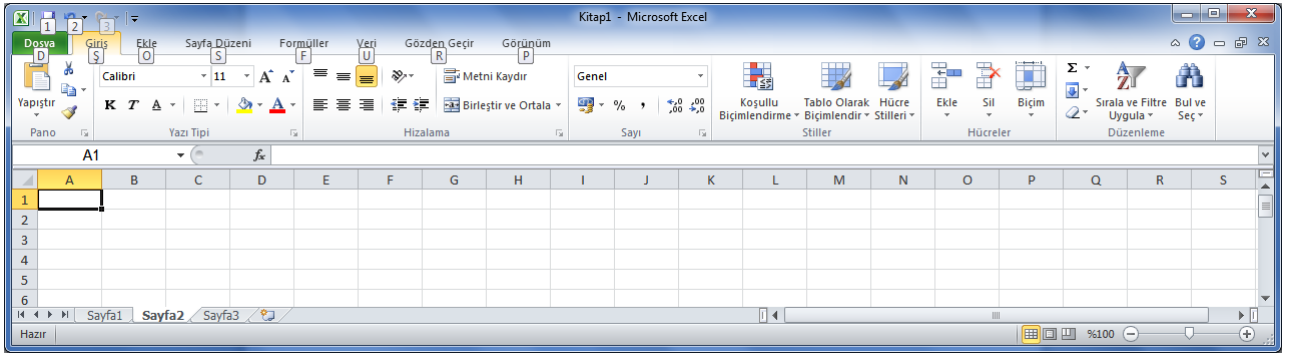 Kitap1 - Microsoft Excel
1 2 3
Dosya Giriş Ekle Sayfa Düzeni Formüller Veri Gözden Geçir Görünüm
D Ş O S F U R P
Calibri 11 Metni Kaydır Genel
Yapıştır K T A A Birleştir ve Ortala % Koşullu Biçimlendirme Tablo Olarak Biçimlendir Hücre Stilleri Ekle Sil Biçim Σ Sırala ve Filtre Uygula Bul ve Seç
Pano Yazı Tipi Hizalama Sayı Stiller Hücreler Düzenleme
A1 fx
A B C D E F G H I J K L M N O P Q R S
1
2
3
4
5
6
Sayfa1 Sayfa2 Sayfa3
Hazır %100